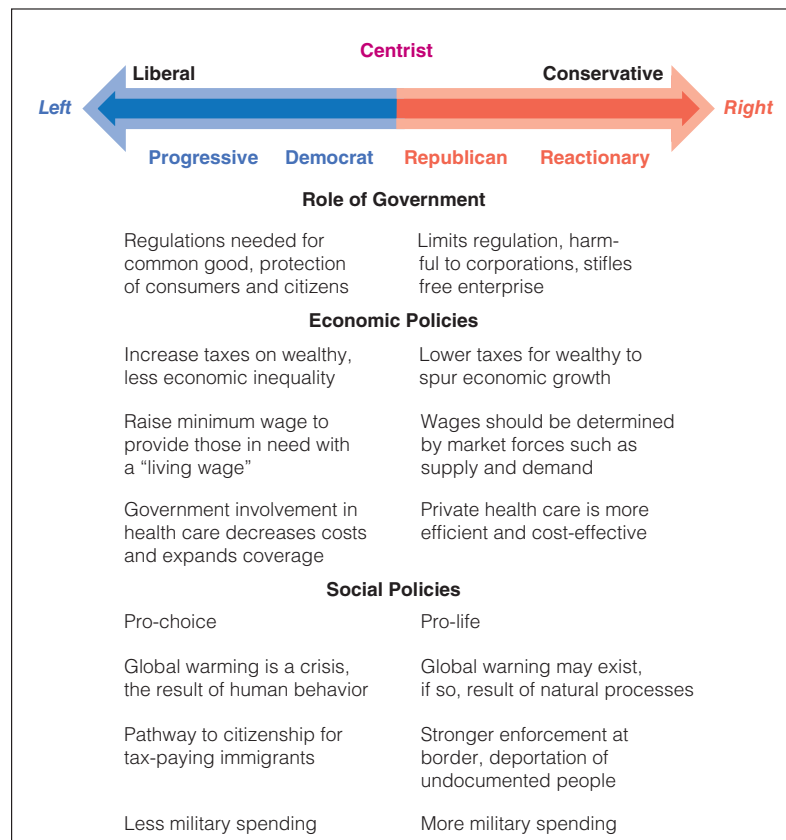 Centrist
Liberal Conservative
Left Right
Progressive Democrat Republican Reactionary
Role of Government
Regulations needed for
common good, protection
of consumers and citizens
Limits regulation, harm-
ful to corporations, stifles
free enterprise
Economic Policies
Increase taxes on wealthy,
less economic inequality
Lower taxes for wealthy to
spur economic growth
Raise minimum wage to
provide those in need with
a “living wage”
Wages should be determined
by market forces such as
supply and demand
Government involvement in
health care decreases costs
and expands coverage
Private health care is more
efficient and cost-effective
Social Policies
Pro-choice
Pro-life
Global warming is a crisis,
the result of human behavior
Global warning may exist,
if so, result of natural processes
Pathway to citizenship for
tax-paying immigrants
Stronger enforcement at
border, deportation of
undocumented people
Less military spending
More military spending